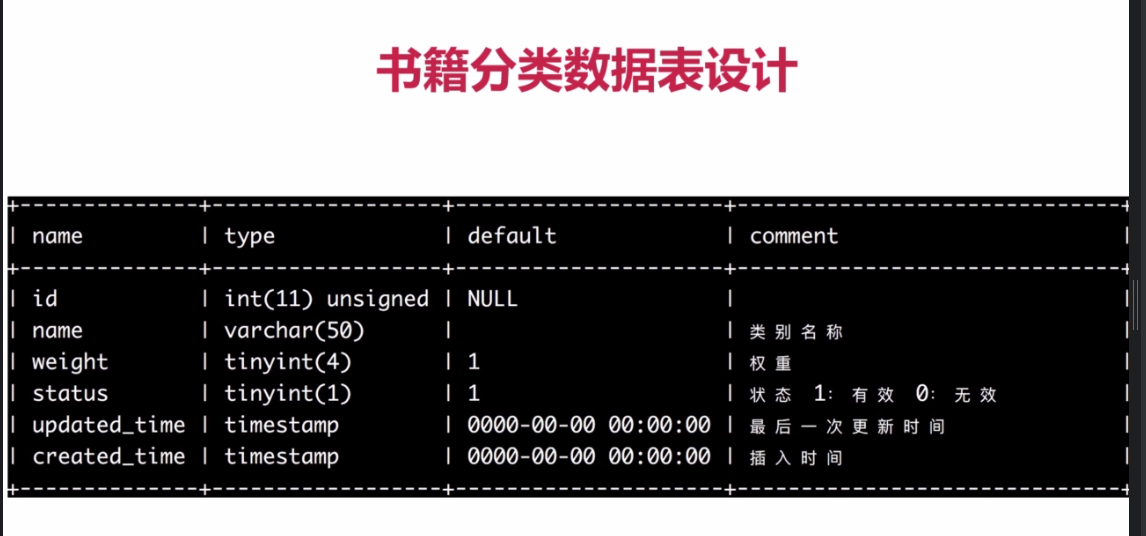 书籍分类数据表设计
+--------------+------------------+---------------------+-------------------------------+
| name | type | default | comment |
+--------------+------------------+---------------------+-------------------------------+
| id | int(11) unsigned | NULL | |
| name | varchar(50) | | 类别名称
| weight | tinyint(4) | 1 | 权重
| status | tinyint(1) | 1 | 状态 1: 有效 0: 无效
| updated_time | timestamp | 0000-00-00 00:00:00 | 最后一次更新时间
| created_time | timestamp | 0000-00-00 00:00:00 | 插入时间
+--------------+------------------+---------------------+-------------------------------+